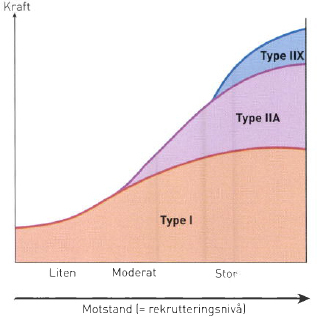 Kraft
Type IIX
Type IIA
Type I
Liten Moderat Stor
Motstand (= rekrutteringsnivå)